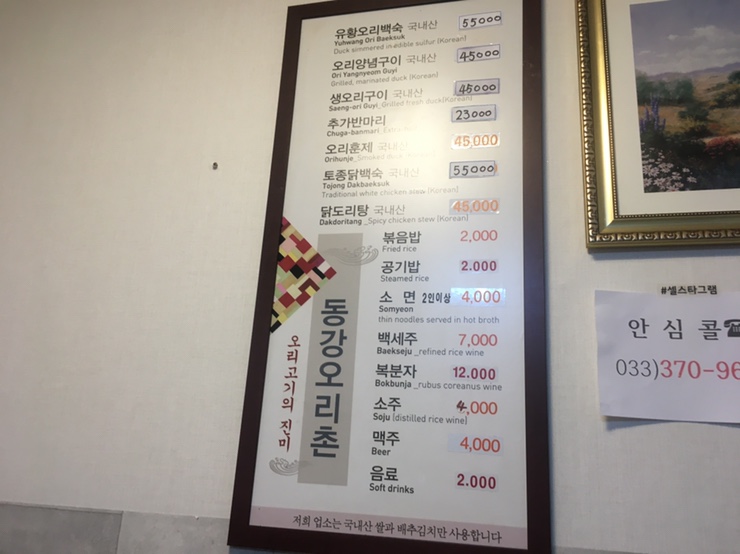 유황오리백숙 국내산 55000
Yuhwang Ori Baeksuk
Duck simmered in edible sulfur (Korean)
오리양념구이 국내산 45000
Ori Yangnyeom Guyi
Grilled, marinated duck (Korean)
생오리구이 국내산 45000
Saeng-ori Guyi_Grilled fresh duck(Korean)
추가반마리 23000
Chuga-banmari
오리훈제 국내산 45,000
Orihunje_Smoked duck
토종닭백숙 국내산 55000
Tojong Dakbaeksuk
Traditional white chicken stew (Korean)
닭도리탕 국내산 45,000
Dakdoritang_Spicy chicken stew (Korean)
볶음밥 2,000
Fried rice
공기밥 2.000
Steamed rice
소 면 2인이상 4,000
Somyeon
thin noodles served in hot broth
백세주 7,000
Baekseju_refined rice wine
복분자 12.000
Bokbunja_rubus coreanus wine
소주 4,000
Soju (distilled rice wine)
맥주 4,000
Beer
음료 2.000
Soft drinks
동강오리촌
오리고기의 진미
저희 업소는 국내산 쌀과 배추김치만 사용합니다
#셀스타그램
안 심 콜☎
033)370-96